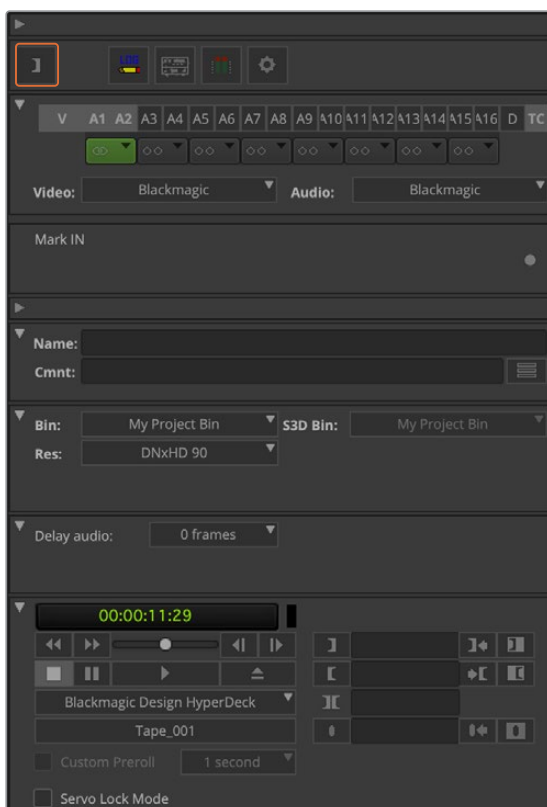 V A1 A2 A3 A4 A5 A6 A7 A8 A9 A10 A11 A12 A13 A14 A15 A16 D TC
Video: Blackmagic Audio: Blackmagic
Mark IN
Name:
Cmnt:
Bin: My Project Bin S3D Bin: My Project Bin
Res: DNxHD 90
Delay audio: 0 frames
00:00:11:29
Blackmagic Design HyperDeck
Tape_001
Custom Preroll 1 second
Servo Lock Mode